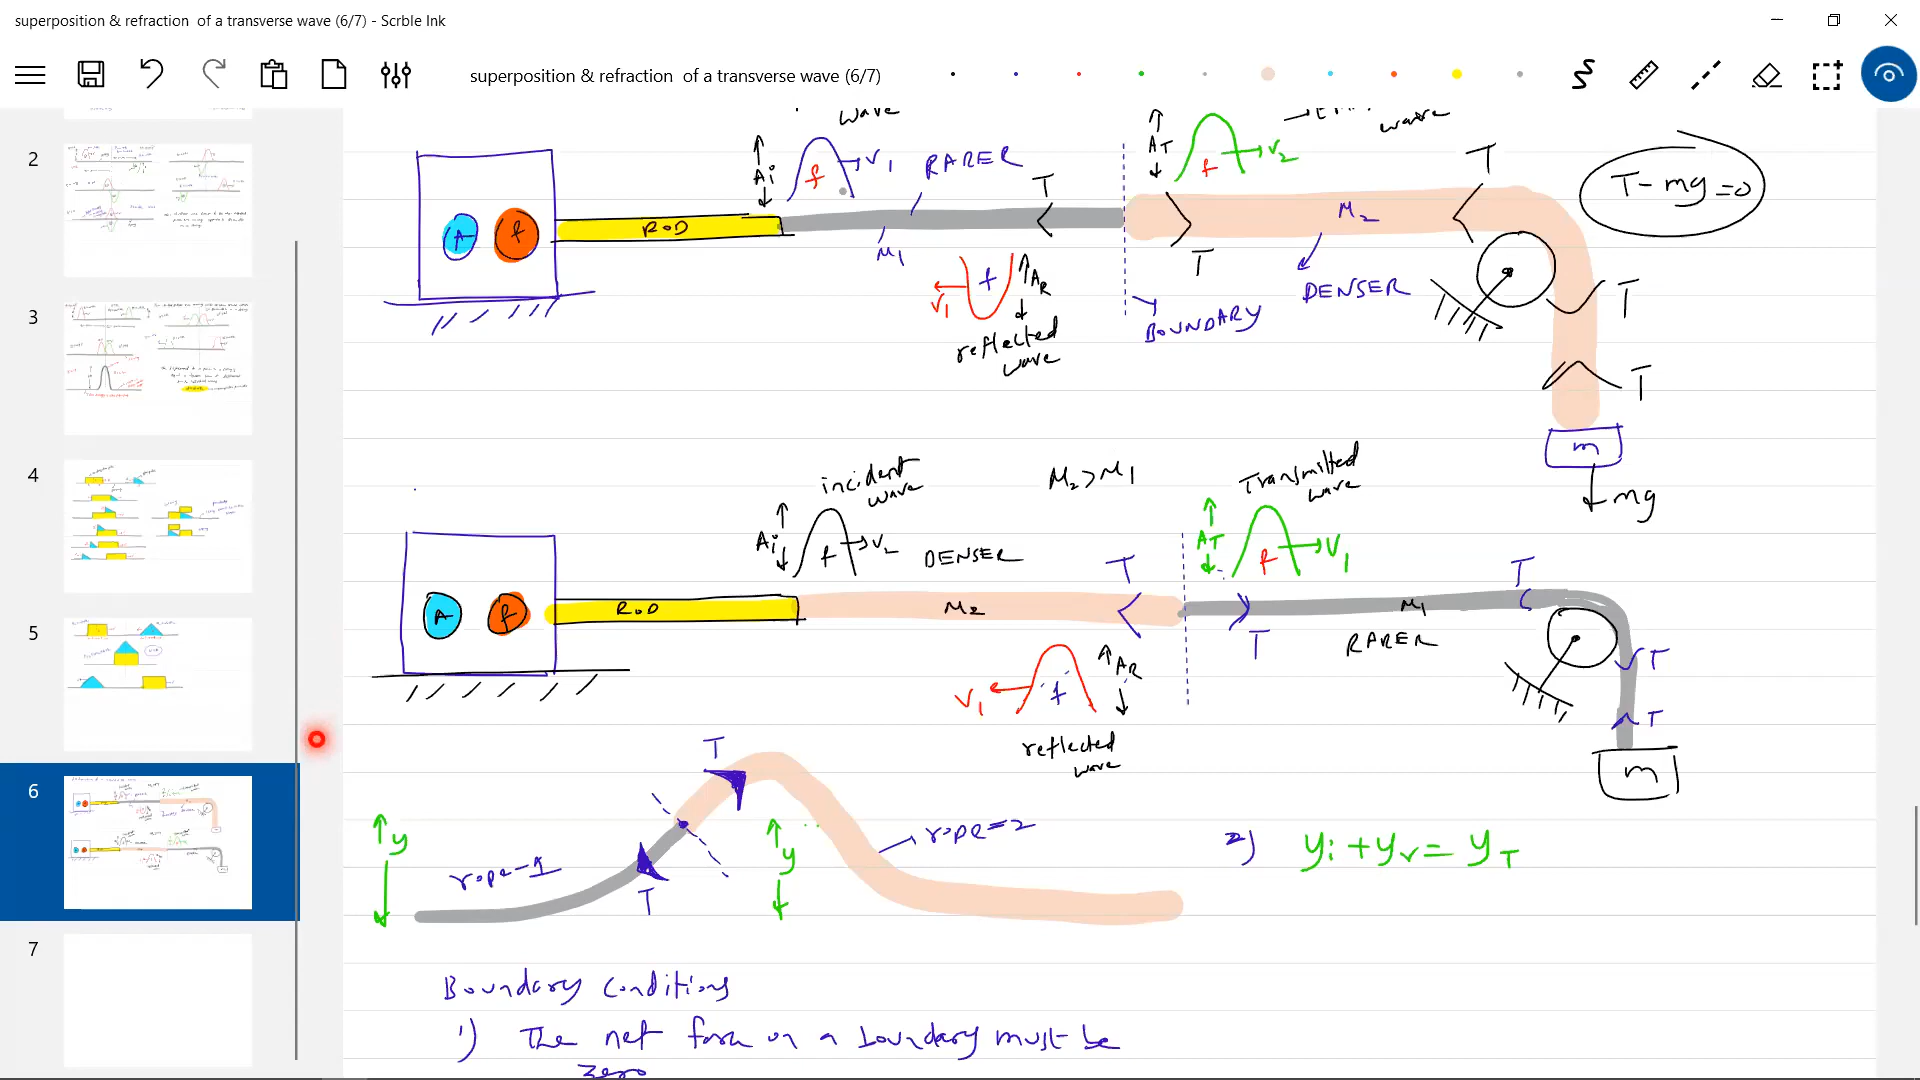 superposition & refraction of a transverse wave (6/7) - Scrble Ink
superposition & refraction of a transverse wave (6/7)
wave
wave
Ai
f
V1
RARER
T
AT
f
V2
T
T - mg = 0
A
f
ROD
M1
M2
T
DENSER
V1
f
AR
reflected
wave
BOUNDARY
T
T
m
mg
incident
wave
M2 > M1
Transmitted
wave
Ai
f
V2
DENSER
T
AT
f
V1
T
A
f
ROD
M2
T
M1
RARER
T
T
m
V1
f
AR
reflected
wave
T
y
rope-1
T
y
rope=2
2) yi + yr = yT
Boundary conditions
1) The net force on a boundary must be
zero
2
3
4
5
6
7